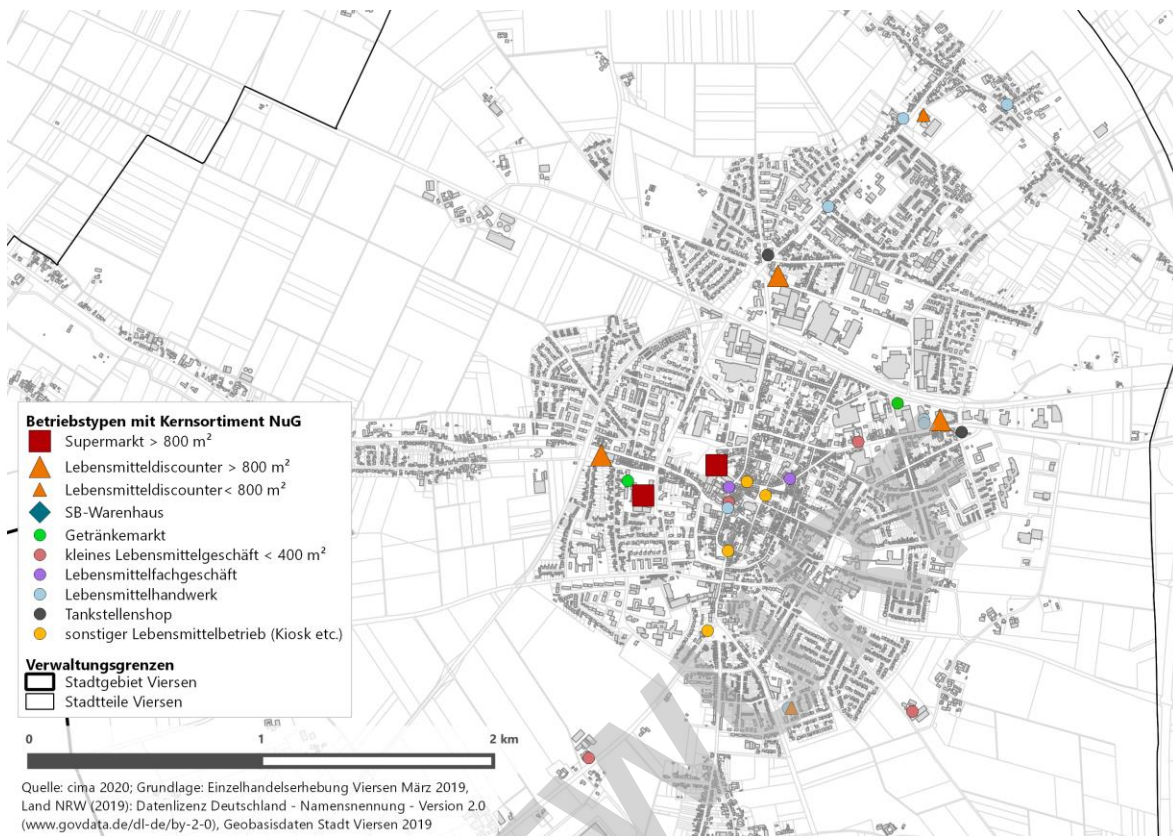 Betriebstypen mit Kernsortiment NuG
Supermarkt > 800 m²
Lebensmitteldiscounter > 800 m²
Lebensmitteldiscounter< 800 m²
SB-Warenhaus
Getränkemarkt
kleines Lebensmittelgeschäft < 400 m²
Lebensmittelfachgeschäft
Lebensmittelhandwerk
Tankstellenshop
sonstiger Lebensmittelbetrieb (Kiosk etc.)
Verwaltungsgrenzen
Stadtgebiet Viersen
Stadtteile Viersen
0 1 2 km
Quelle: cima 2020; Grundlage: Einzelhandelserhebung Viersen März 2019,
Land NRW (2019): Datenlizenz Deutschland - Namensnennung - Version 2.0
(www.govdata.de/dl-de/by-2-0), Geobasisdaten Stadt Viersen 2019